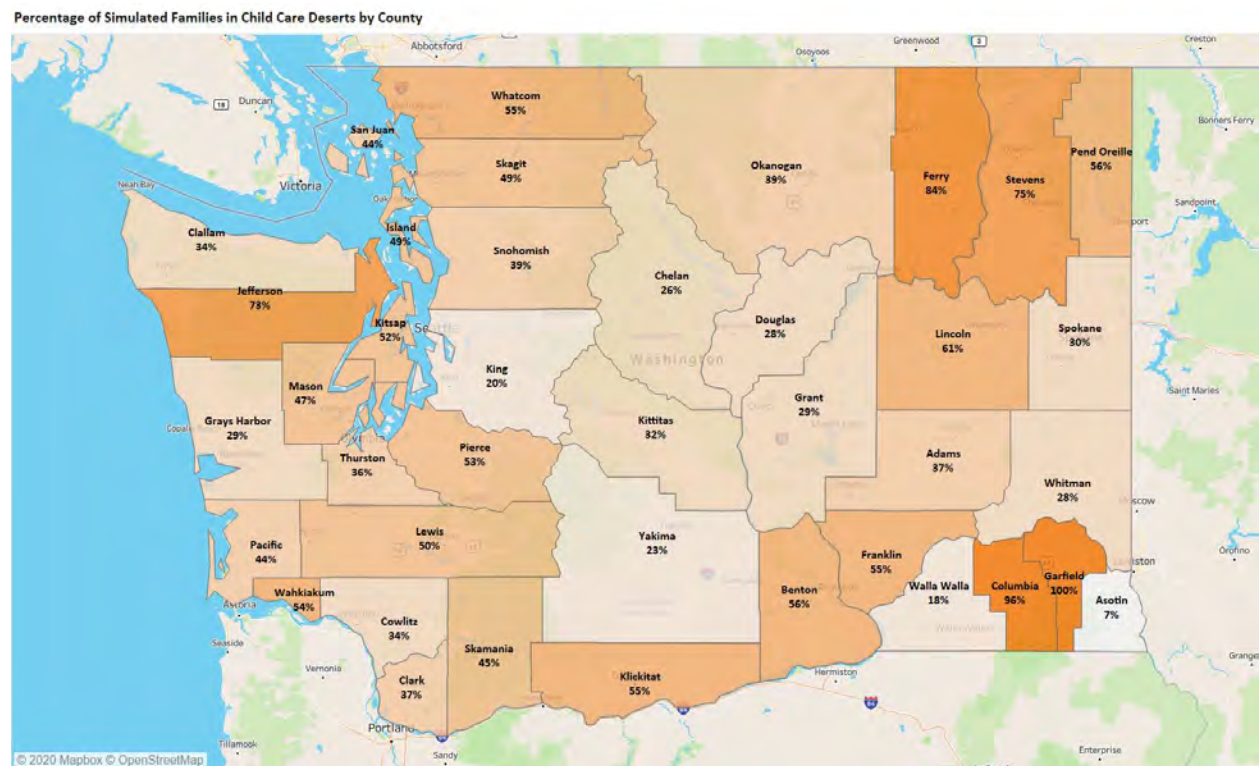 Percentage of Simulated Families in Child Care Deserts by County
Abbotsford
Osoyoos
Greenwood
3
Creston
Duncan
18
Bonners Ferry
Whatcom
55%
San Juan
44%
Skagit
49%
Okanogan
39%
Ferry
84%
Stevens
75%
Pend Oreille
56%
Victoria
Neah Bay
Sandpoint
Island
49%
Clallam
34%
Snohomish
39%
Chelan
26%
Jefferson
73%
Kitsap
52%
Seattle
Douglas
28%
Lincoln
61%
Spokane
30%
Washington
King
20%
Mason
47%
Grant
29%
Saint Maries
Grays Harbor
29%
Kittitas
32%
Thurston
36%
Pierce
53%
Adams
37%
Whitman
28%
Moscow
Lewis
50%
Yakima
23%
Pacific
44%
Franklin
55%
Orofino
Benton
56%
Walla Walla
18%
Columbia
96%
Garfield
100%
Asotin
7%
Wahkiakum
54%
Astoria
Cowlitz
34%
Seaside
Skamania
45%
Vernonia
Clark
37%
Klickitat
55%
Hermiston
Portland
Tillamook
Sandy
Enterprise
© 2020 Mapbox © OpenStreetMap